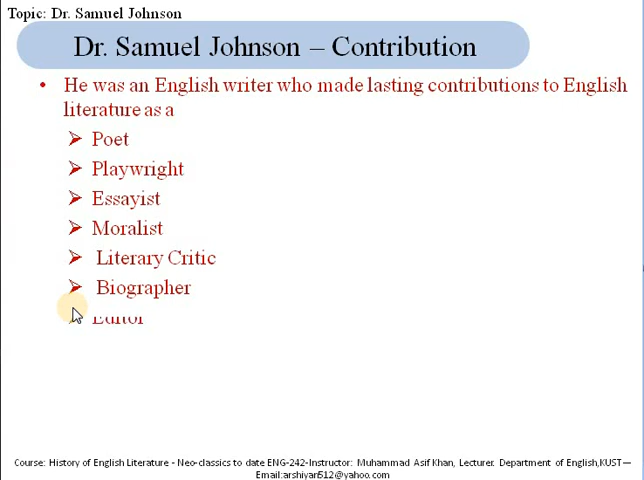 Topic: Dr. Samuel Johnson
Dr. Samuel Johnson – Contribution
• He was an English writer who made lasting contributions to English
literature as a
➢ Poet
➢ Playwright
➢ Essayist
➢ Moralist
➢ Literary Critic
➢ Biographer
➢ Editor
Course: History of English Literature - Neo-classics to date ENG-242-Instructor: Muhammad Asif Khan, Lecturer. Department of English,KUST—
Email:arshiyan512@yahoo.com